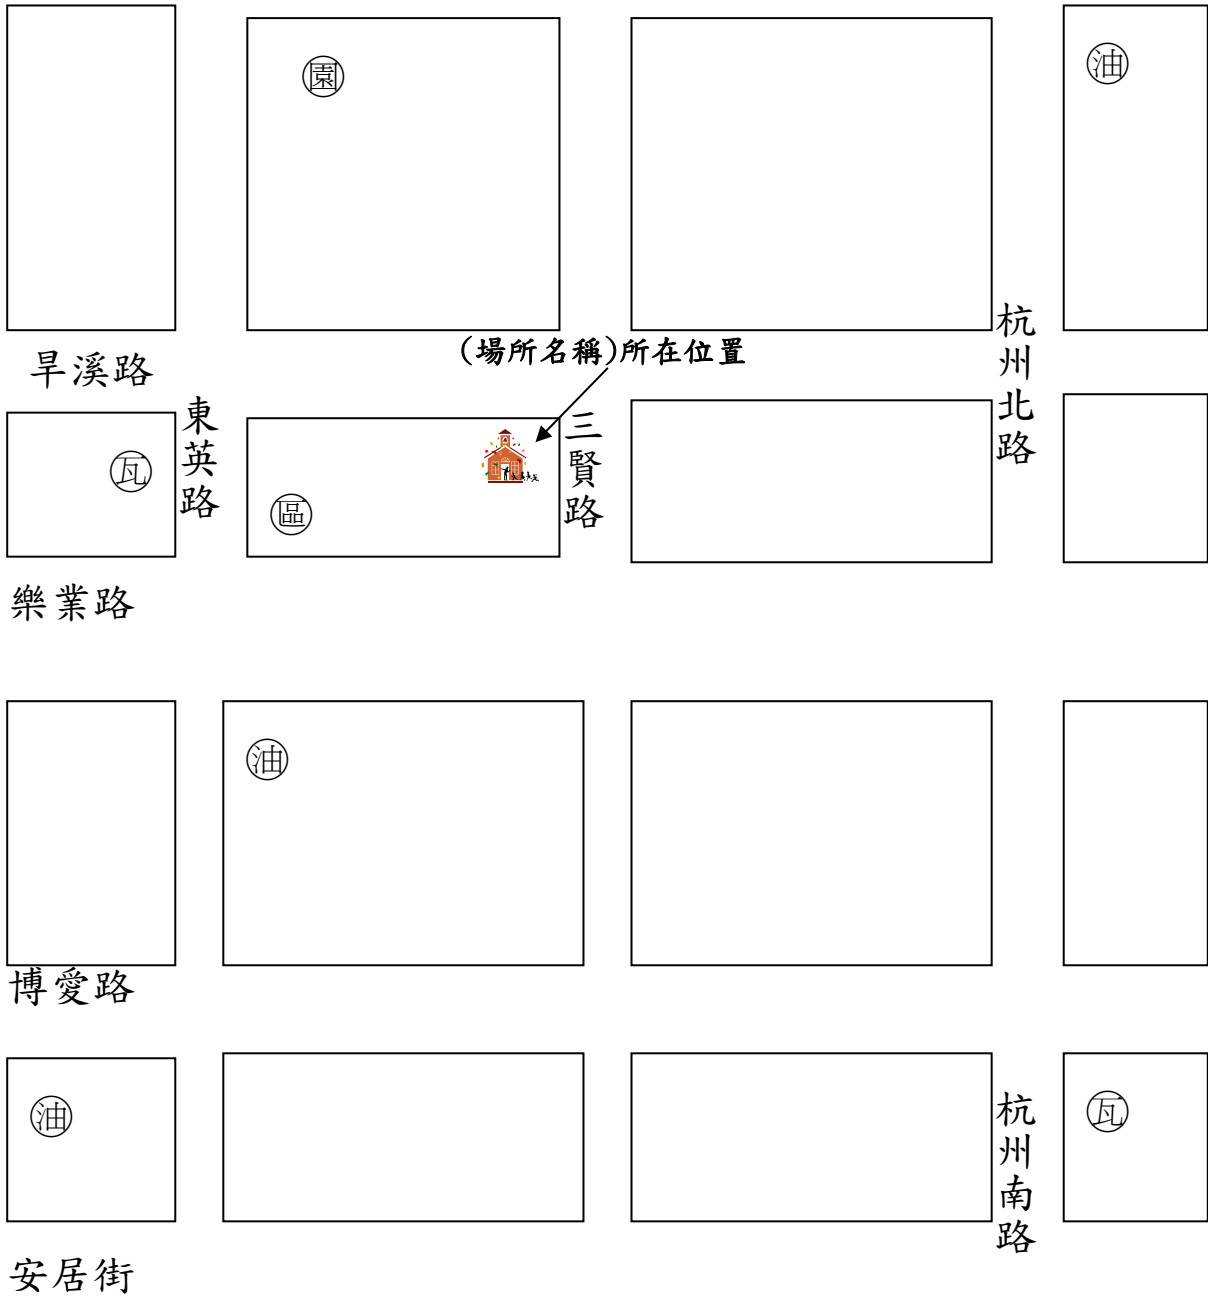 園
油
(場所名稱)所在位置
旱溪路
杭州北路
東英路
三賢路
瓦
區
樂業路
油
博愛路
油
瓦
杭州南路
安居街